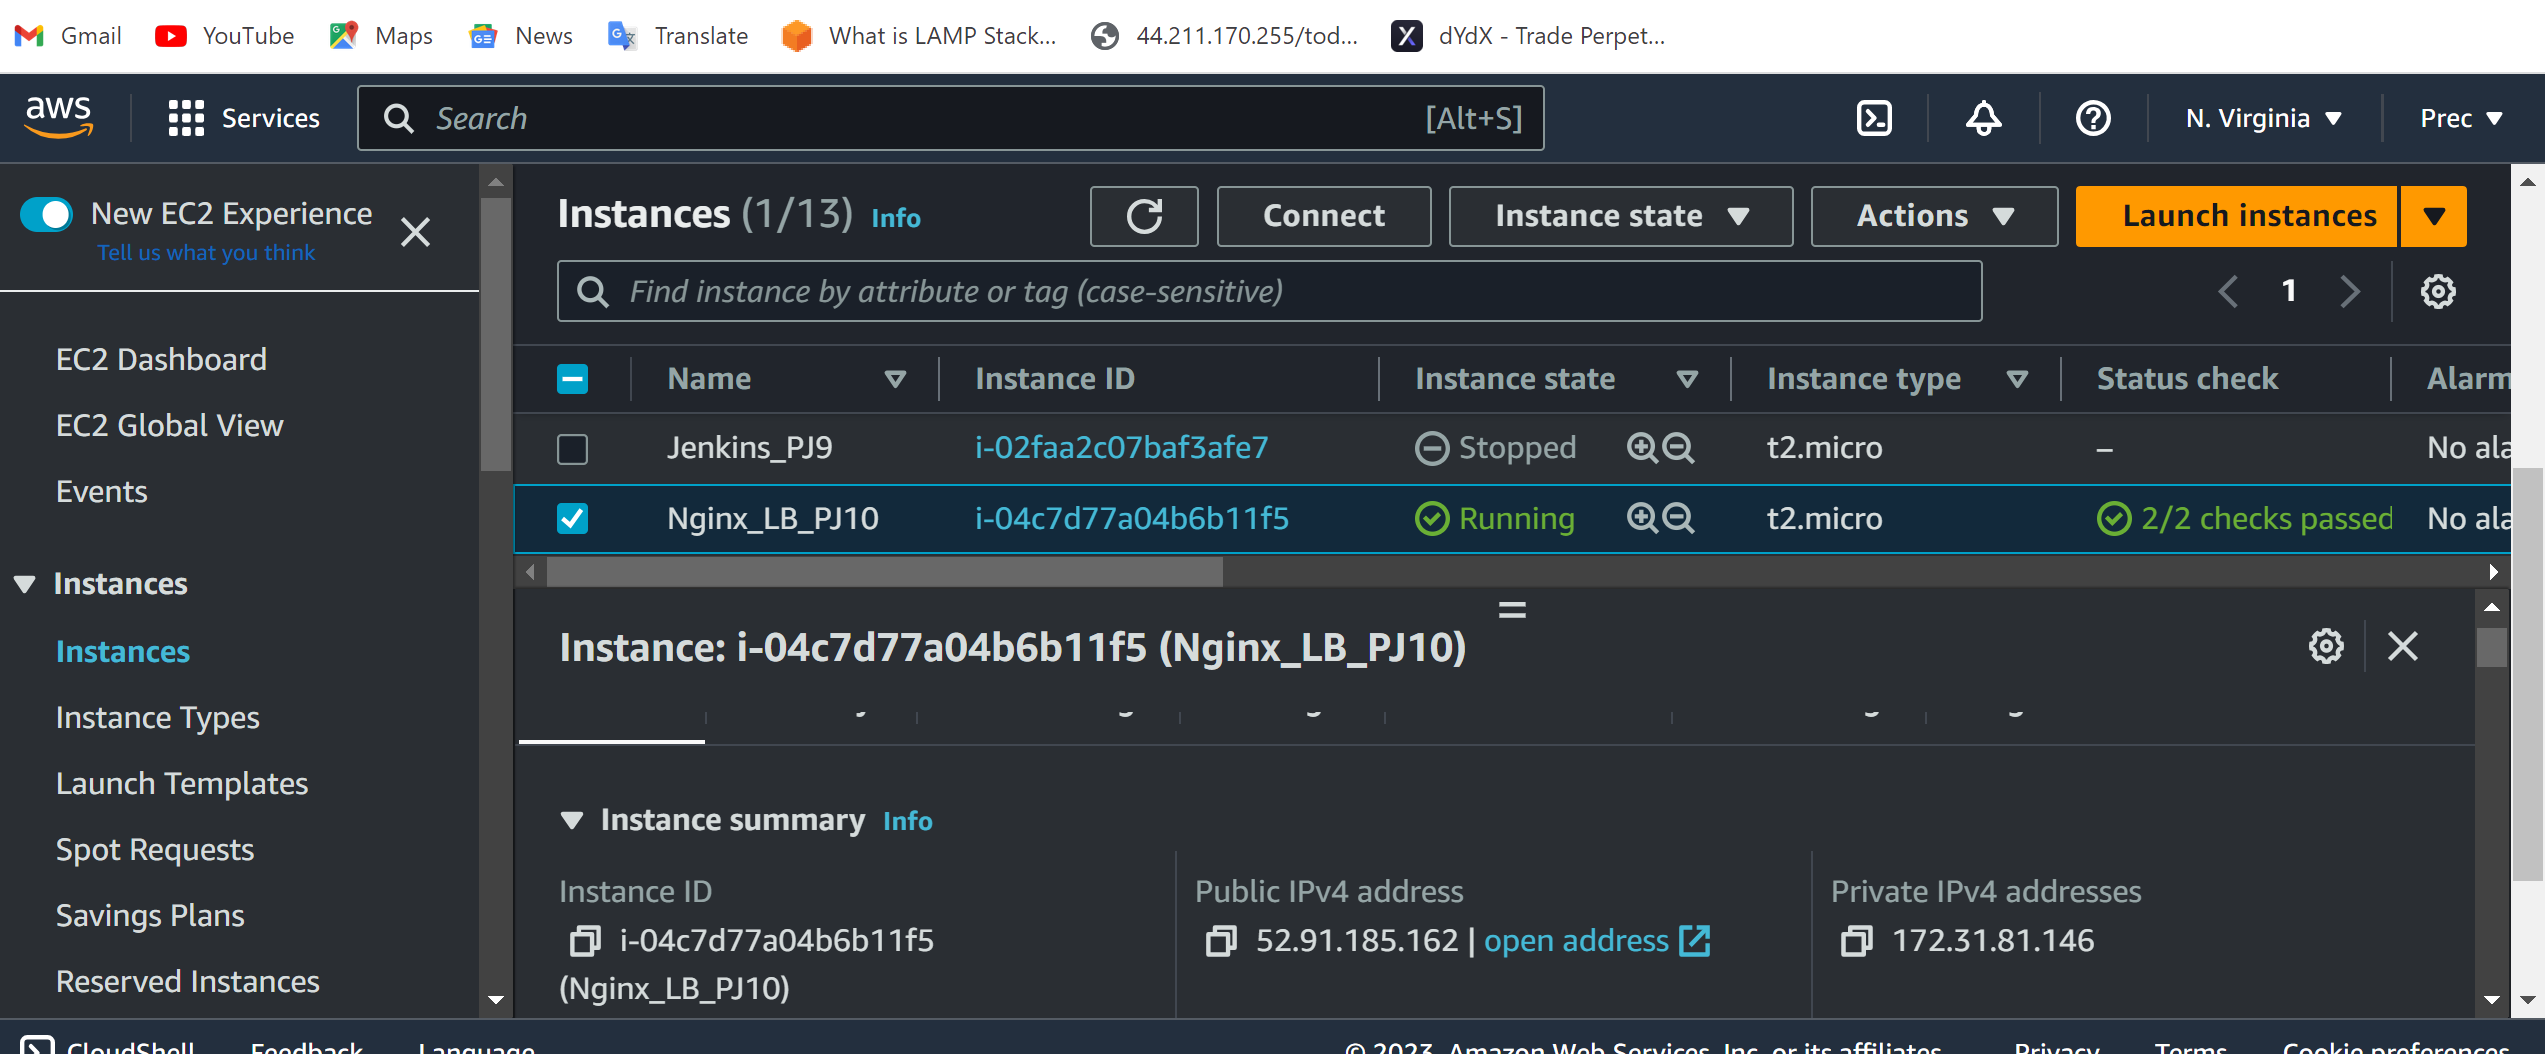 Gmail YouTube Maps News Translate What is LAMP Stack... 44.211.170.255/tod... dYdX - Trade Perpet...
aws Services Search [Alt+S] N. Virginia Prec
New EC2 Experience
Tell us what you think
EC2 Dashboard
EC2 Global View
Events
Instances
Instances
Instance Types
Launch Templates
Spot Requests
Savings Plans
Reserved Instances
Instances (1/13) Info Connect Instance state Actions Launch instances
Find instance by attribute or tag (case-sensitive) 1
Name Instance ID Instance state Instance type Status check Alarm
Jenkins_PJ9 i-02faa2c07baf3afe7 Stopped t2.micro – No ala
Nginx_LB_PJ10 i-04c7d77a04b6b11f5 Running t2.micro 2/2 checks passed No ala
Instance: i-04c7d77a04b6b11f5 (Nginx_LB_PJ10)
Instance summary Info
Instance ID
i-04c7d77a04b6b11f5
(Nginx_LB_PJ10)
Public IPv4 address
52.91.185.162 | open address
Private IPv4 addresses
172.31.81.146
CloudShell Feedback Language © 2023, Amazon Web Services, Inc. or its affiliates. Privacy Terms Cookie preferences